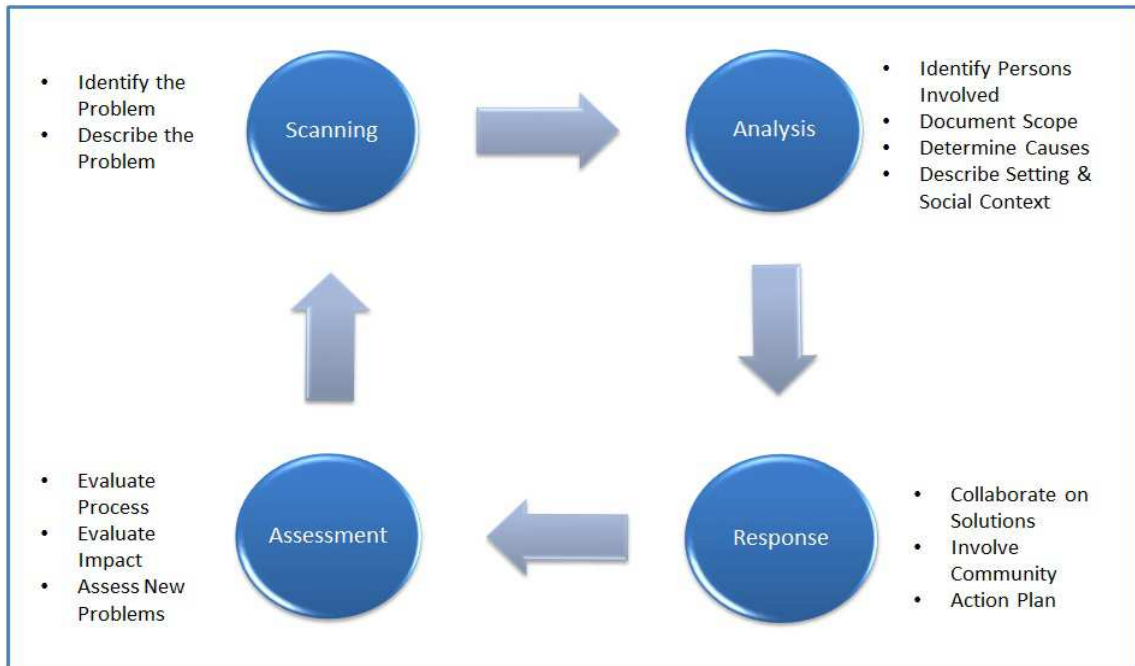 • Identify the
Problem
• Describe the
Problem
Scanning
Analysis
• Identify Persons
Involved
• Document Scope
• Determine Causes
• Describe Setting &
Social Context
• Evaluate
Process
• Evaluate
Impact
• Assess New
Problems
Assessment
Response
• Collaborate on
Solutions
• Involve
Community
• Action Plan